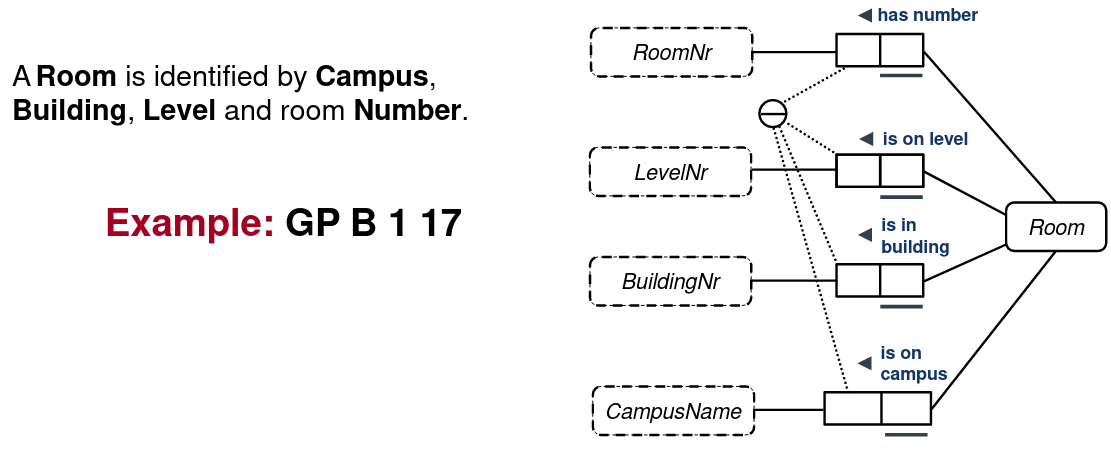 A Room is identified by Campus,
Building, Level and room Number.
Example: GP B 1 17
◄ has number
RoomNr
◄ is on level
LevelNr
Room
◄ is in
building
BuildingNr
◄ is on
campus
CampusName